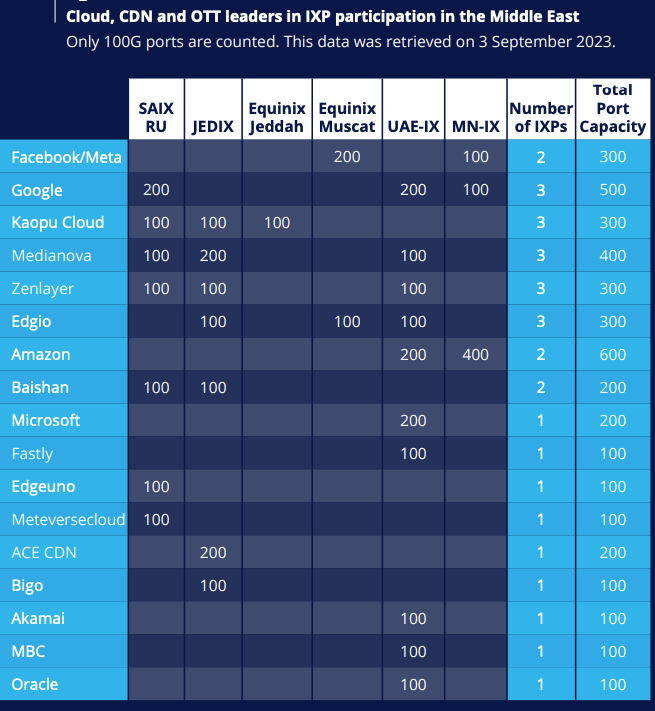 Cloud, CDN and OTT leaders in IXP participation in the Middle East
Only 100G ports are counted. This data was retrieved on 3 September 2023.
SAIX RU JEDIX Equinix Jeddah Equinix Muscat UAE-IX MN-IX Number of IXPs Total Port Capacity
Facebook/Meta 200 100 2 300
Google 200 200 100 3 500
Kaopu Cloud 100 100 100 3 300
Medianova 100 200 100 3 400
Zenlayer 100 100 100 3 300
Edgio 100 100 100 3 300
Amazon 200 400 2 600
Baishan 100 100 2 200
Microsoft 200 1 200
Fastly 100 1 100
Edgeuno 100 1 100
Meteversecloud 100 1 100
ACE CDN 200 1 200
Bigo 100 1 100
Akamai 100 1 100
MBC 100 1 100
Oracle 100 1 100